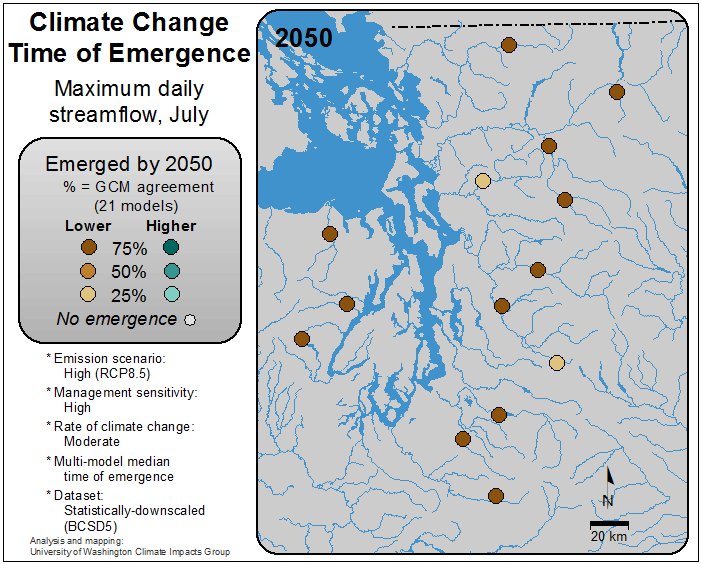 Climate Change
Time of Emergence
Maximum daily
streamflow, July
Emerged by 2050
% = GCM agreement
(21 models)
Lower Higher
75%
50%
25%
No emergence
* Emission scenario:
High (RCP8.5)
* Management sensitivity:
High
* Rate of climate change:
Moderate
* Multi-model median
time of emergence
* Dataset:
Statistically-downscaled
(BCSD5)
Analysis and mapping:
University of Washington Climate Impacts Group
2050
N
20 km